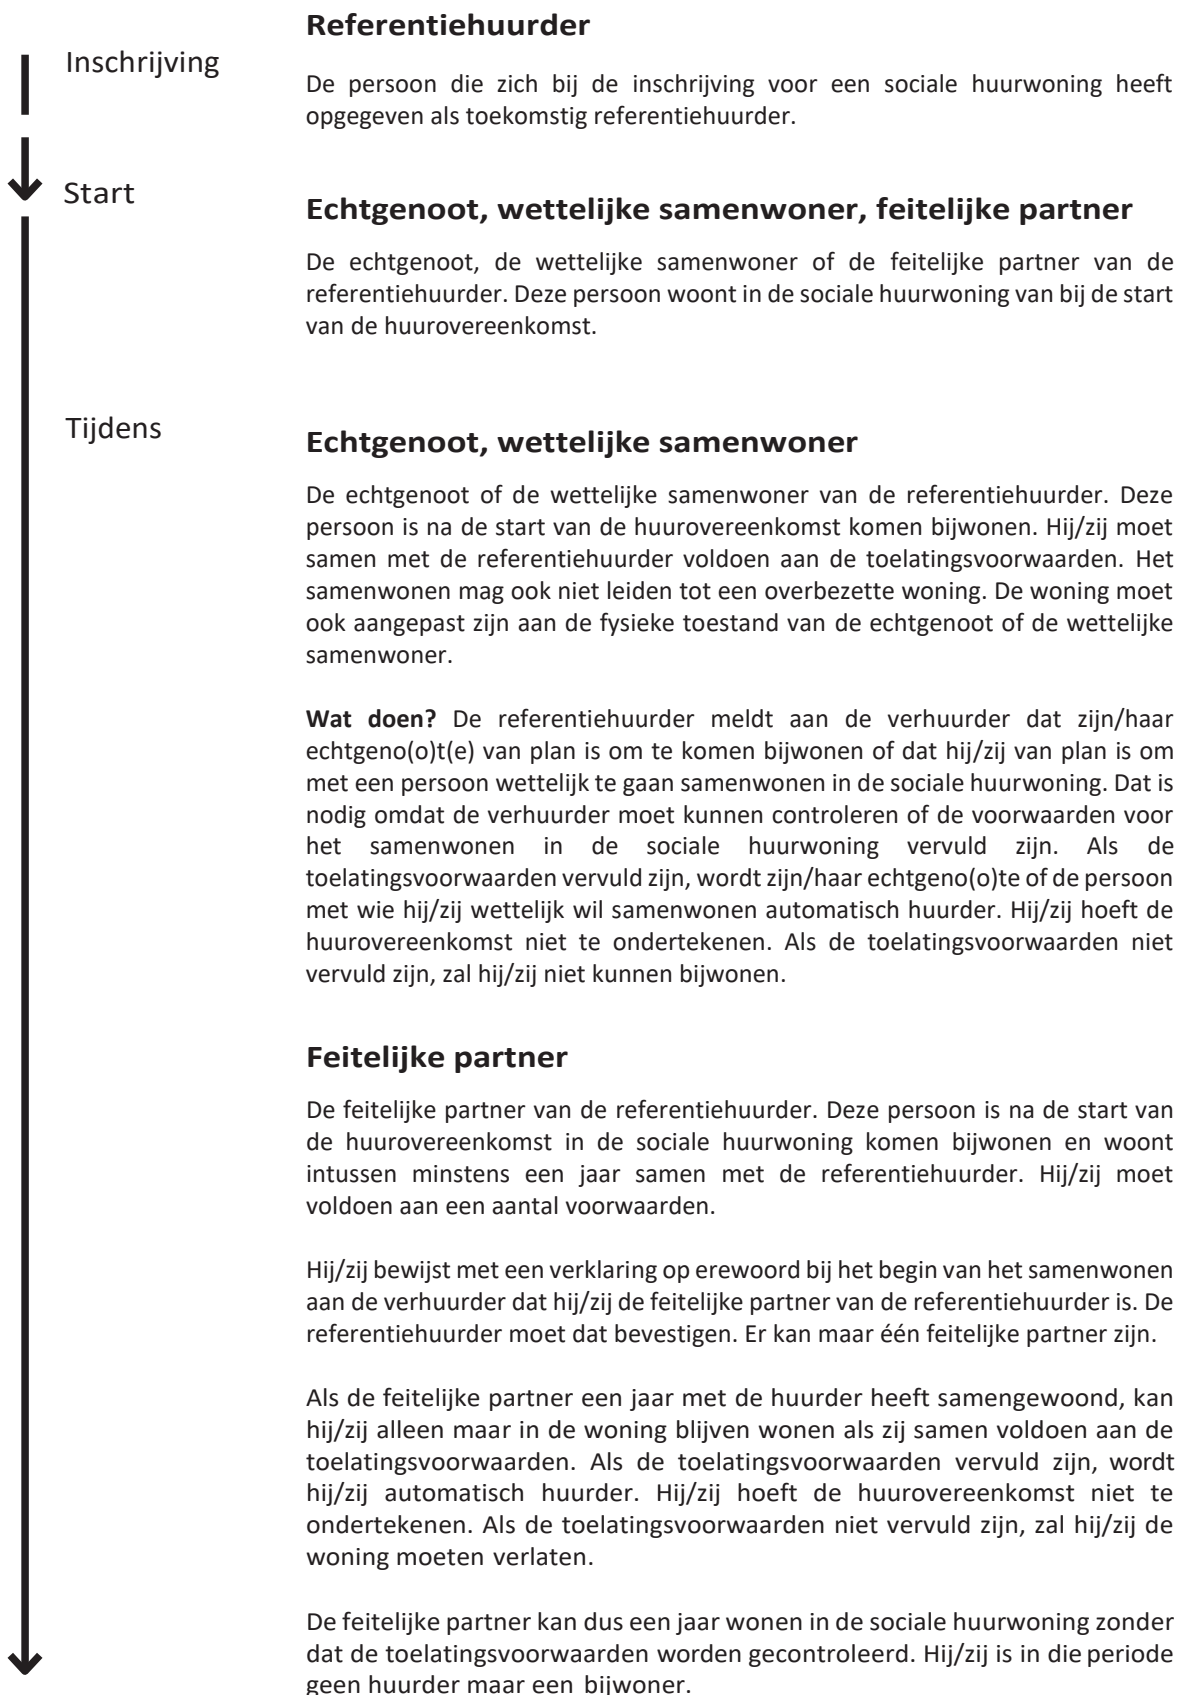 Referentiehuurder
Inschrijving
De persoon die zich bij de inschrijving voor een sociale huurwoning heeft
opgegeven als toekomstig referentiehuurder.
Start
Echtgenoot, wettelijke samenwoner, feitelijke partner
De echtgenoot, de wettelijke samenwoner of de feitelijke partner van de
referentiehuurder. Deze persoon woont in de sociale huurwoning van bij de start
van de huurovereenkomst.
Tijdens
Echtgenoot, wettelijke samenwoner
De echtgenoot of de wettelijke samenwoner van de referentiehuurder. Deze
persoon is na de start van de huurovereenkomst komen bijwonen. Hij/zij moet
samen met de referentiehuurder voldoen aan de toelatingsvoorwaarden. Het
samenwonen mag ook niet leiden tot een overbezette woning. De woning moet
ook aangepast zijn aan de fysieke toestand van de echtgenoot of de wettelijke
samenwoner.
Wat doen? De referentiehuurder meldt aan de verhuurder dat zijn/haar
echtgeno(o)t(e) van plan is om te komen bijwonen of dat hij/zij van plan is om
met een persoon wettelijk te gaan samenwonen in de sociale huurwoning. Dat is
nodig omdat de verhuurder moet kunnen controleren of de voorwaarden voor
het samenwonen in de sociale huurwoning vervuld zijn. Als de
toelatingsvoorwaarden vervuld zijn, wordt zijn/haar echtgeno(o)te of de persoon
met wie hij/zij wettelijk wil samenwonen automatisch huurder. Hij/zij hoeft de
huurovereenkomst niet te ondertekenen. Als de toelatingsvoorwaarden niet
vervuld zijn, zal hij/zij niet kunnen bijwonen.
Feitelijke partner
De feitelijke partner van de referentiehuurder. Deze persoon is na de start van
de huurovereenkomst in de sociale huurwoning komen bijwonen en woont
intussen minstens een jaar samen met de referentiehuurder. Hij/zij moet
voldoen aan een aantal voorwaarden.
Hij/zij bewijst met een verklaring op erewoord bij het begin van het samenwonen
aan de verhuurder dat hij/zij de feitelijke partner van de referentiehuurder is. De
referentiehuurder moet dat bevestigen. Er kan maar één feitelijke partner zijn.
Als de feitelijke partner een jaar met de huurder heeft samengewoond, kan
hij/zij alleen maar in de woning blijven wonen als zij samen voldoen aan de
toelatingsvoorwaarden. Als de toelatingsvoorwaarden vervuld zijn, wordt
hij/zij automatisch huurder. Hij/zij hoeft de huurovereenkomst niet te
ondertekenen. Als de toelatingsvoorwaarden niet vervuld zijn, zal hij/zij de
woning moeten verlaten.
De feitelijke partner kan dus een jaar wonen in de sociale huurwoning zonder
dat de toelatingsvoorwaarden worden gecontroleerd. Hij/zij is in die periode
geen huurder maar een bijwoner.